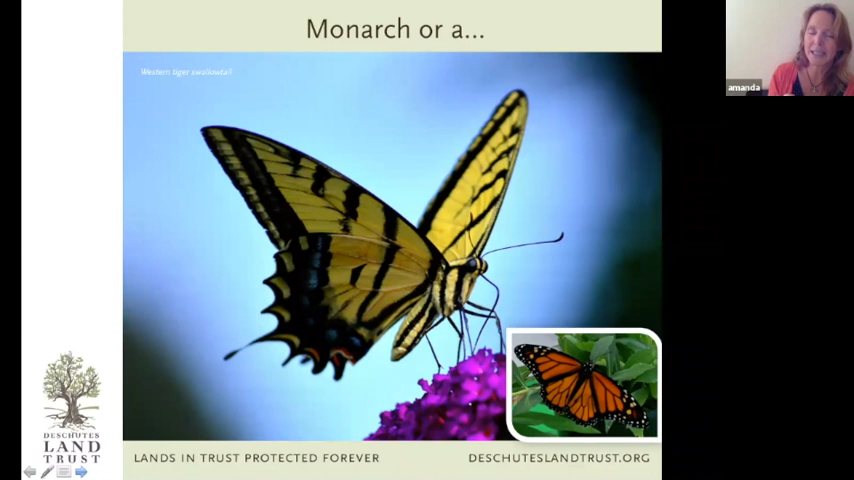 Monarch or a...
Western tiger swallowtail
amanda
DESCHUTES
LAND
TRUST
LANDS IN TRUST PROTECTED FOREVER
DESCHUTESLANDTRUST.ORG